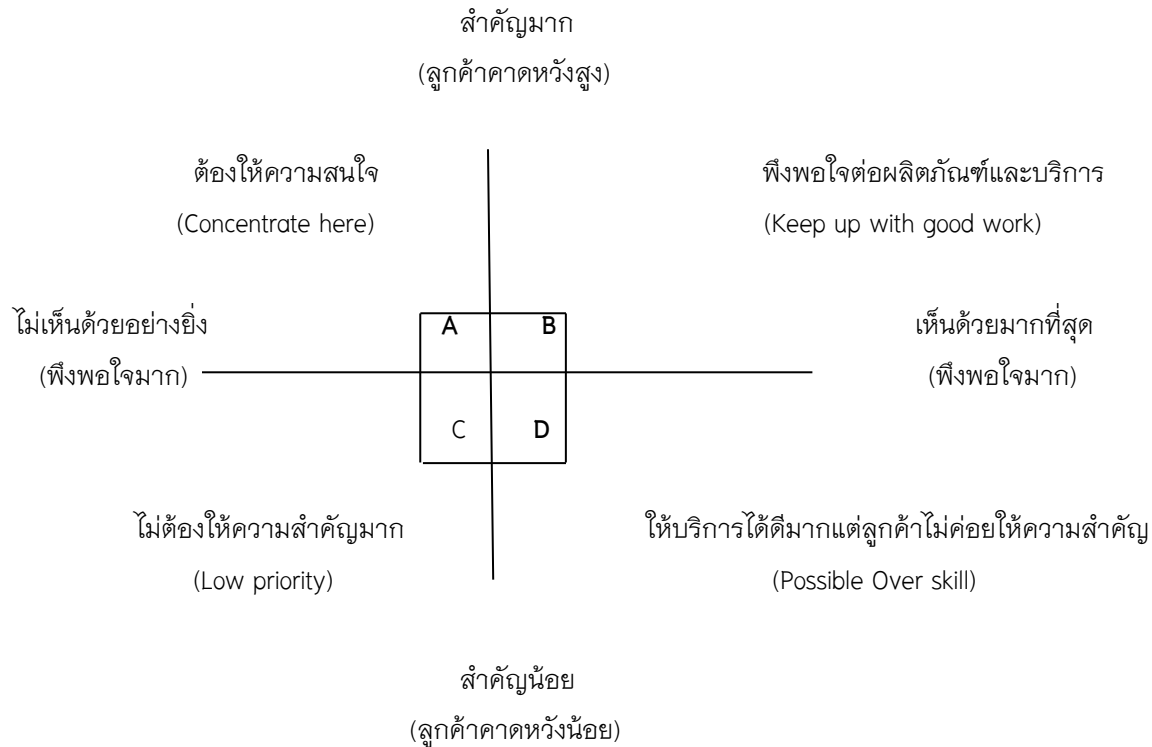 สำคัญมาก
(ลูกค้าคาดหวังสูง)
ต้องให้ความสนใจ
(Concentrate here)
พึงพอใจต่อผลิตภัณฑ์และบริการ
(Keep up with good work)
ไม่เห็นด้วยอย่างยิ่ง
(พึงพอใจมาก)
A
B
เห็นด้วยมากที่สุด
(พึงพอใจมาก)
C
D
ไม่ต้องให้ความสำคัญมาก
(Low priority)
ให้บริการได้ดีมากแต่ลูกค้าไม่ค่อยให้ความสำคัญ
(Possible Over skill)
สำคัญน้อย
(ลูกค้าคาดหวังน้อย)